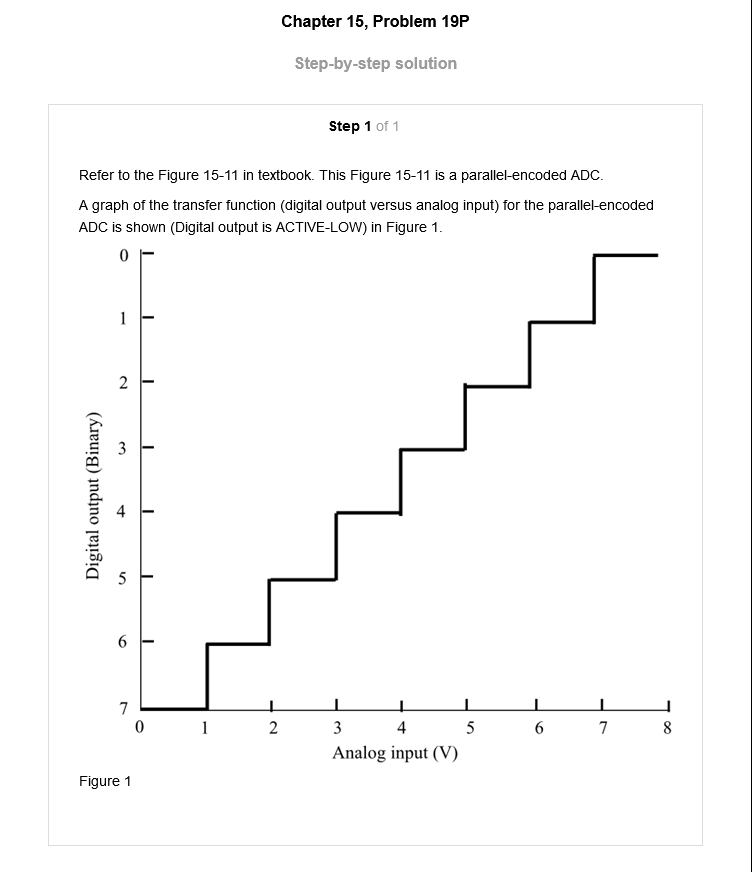 Chapter 15, Problem 19P
Step-by-step solution
Step 1 of 1
Refer to the Figure 15-11 in textbook. This Figure 15-11 is a parallel-encoded ADC.
A graph of the transfer function (digital output versus analog input) for the parallel-encoded
ADC is shown (Digital output is ACTIVE-LOW) in Figure 1.
0
1
2
3
4
5
6
7
Digital output (Binary)
0 1 2 3 4 5 6 7 8
Analog input (V)
Figure 1